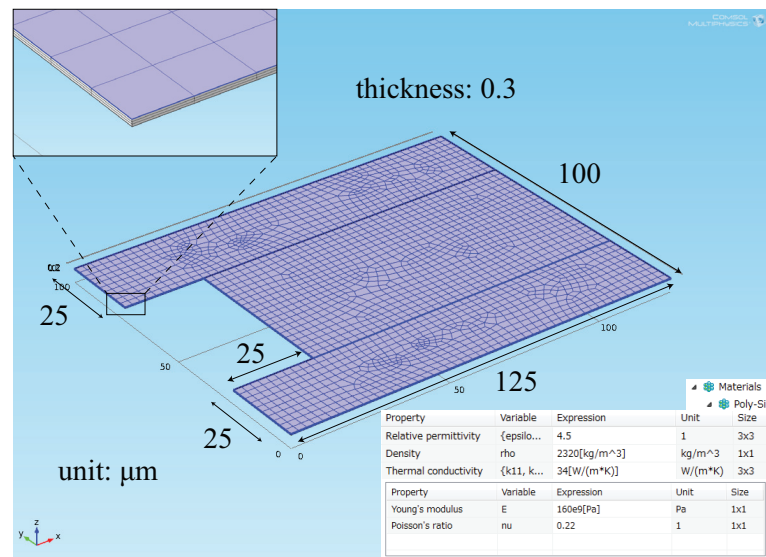 COMSOL
MULTIPHYSICS
thickness: 0.3
100
0.2
100
25
100
25
50
125
50
25
0
0
unit: μm
z
y
x
Materials
Poly-Si
Property Variable Expression Unit Size
Relative permittivity {epsilo... 4.5 1 3x3
Density rho 2320[kg/m^3] kg/m^3 1x1
Thermal conductivity {k11, k... 34[W/(m*K)] W/(m*K) 3x3
Property Variable Expression Unit Size
Young's modulus E 160e9[Pa] Pa 1x1
Poisson's ratio nu 0.22 1 1x1